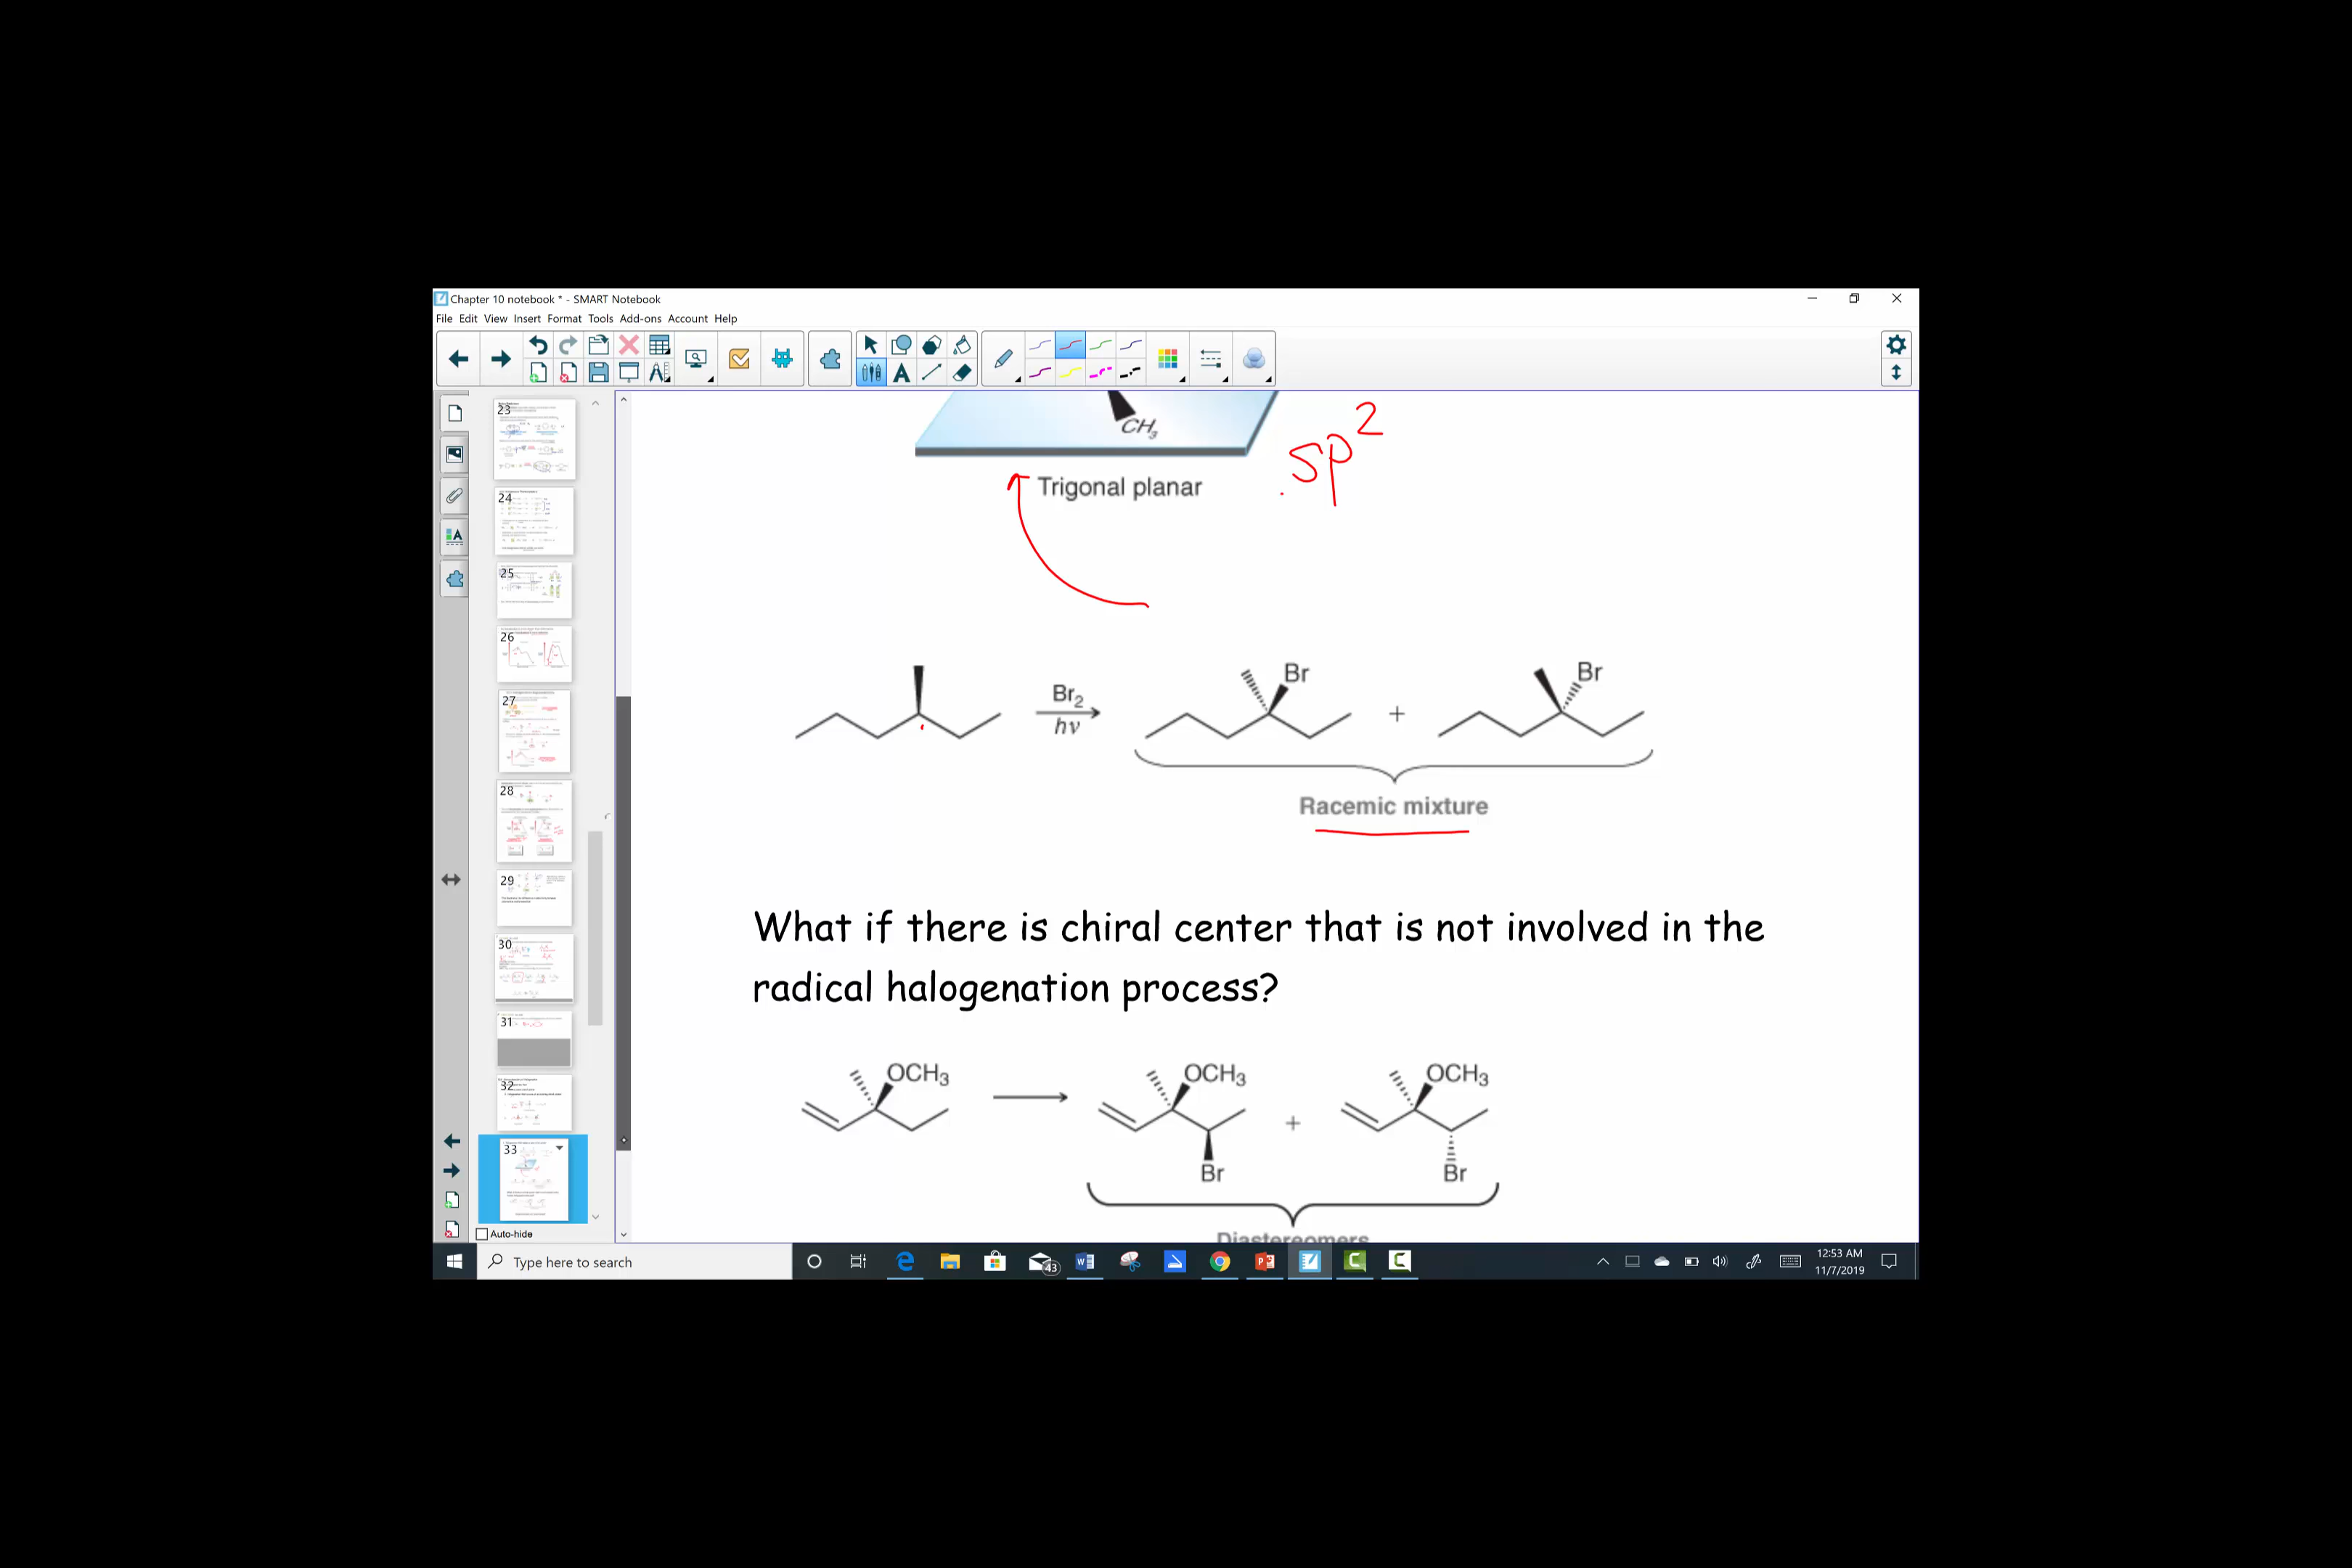 Chapter 10 notebook * - SMART Notebook
File Edit View Insert Format Tools Add-ons Account Help
23
24
25
26
27
28
29
30
31
32
33
Auto-hide
CH3
sp2
Trigonal planar
Br2
hν
Br
+
Br
Racemic mixture
What if there is chiral center that is not involved in the
radical halogenation process?
OCH3
OCH3
+
OCH3
Br
Br
Diastereomers
Type here to search
43
12:53 AM
11/7/2019